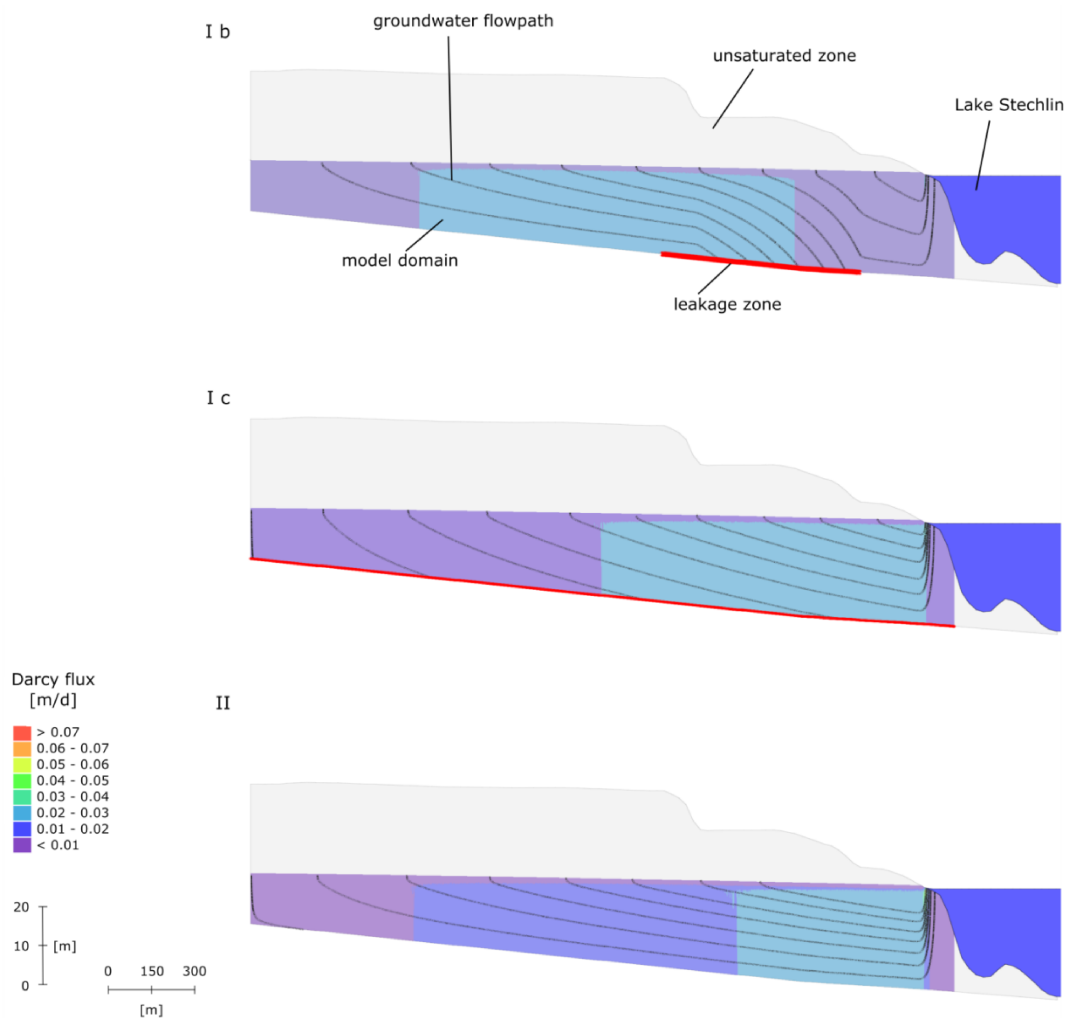 I b
groundwater flowpath
unsaturated zone
Lake Stechlin
model domain
leakage zone
I c
Darcy flux
[m/d]
> 0.07
0.06 - 0.07
0.05 - 0.06
0.04 - 0.05
0.03 - 0.04
0.02 - 0.03
0.01 - 0.02
< 0.01
II
20
10
0
[m]
0 150 300
[m]